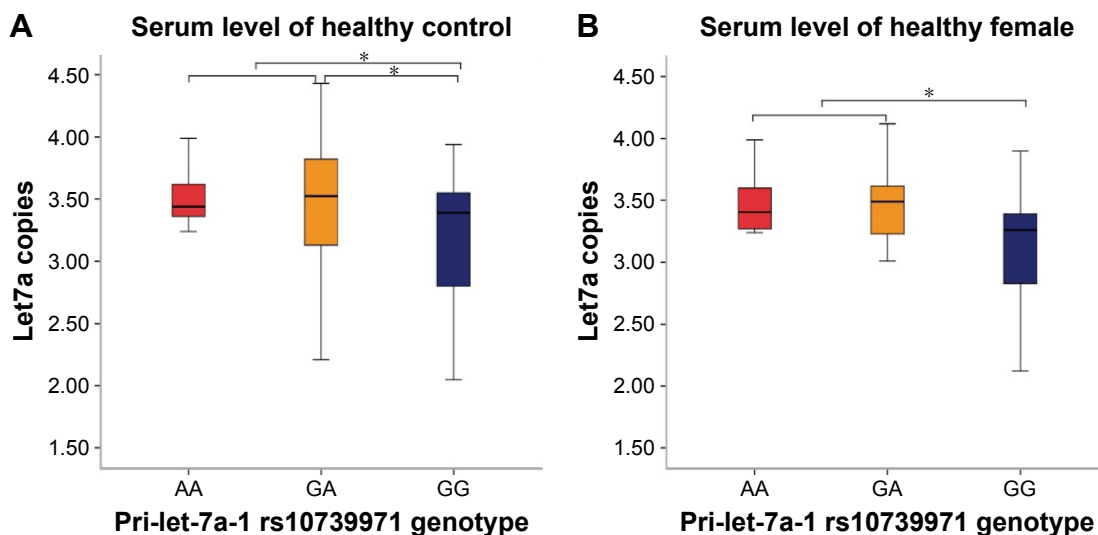 A
Serum level of healthy control
*
*
4.50
4.00
3.50
3.00
2.50
2.00
1.50
Let7a copies
AA GA GG
Pri-let-7a-1 rs10739971 genotype
B
Serum level of healthy female
*
4.50
4.00
3.50
3.00
2.50
2.00
1.50
Let7a copies
AA GA GG
Pri-let-7a-1 rs10739971 genotype